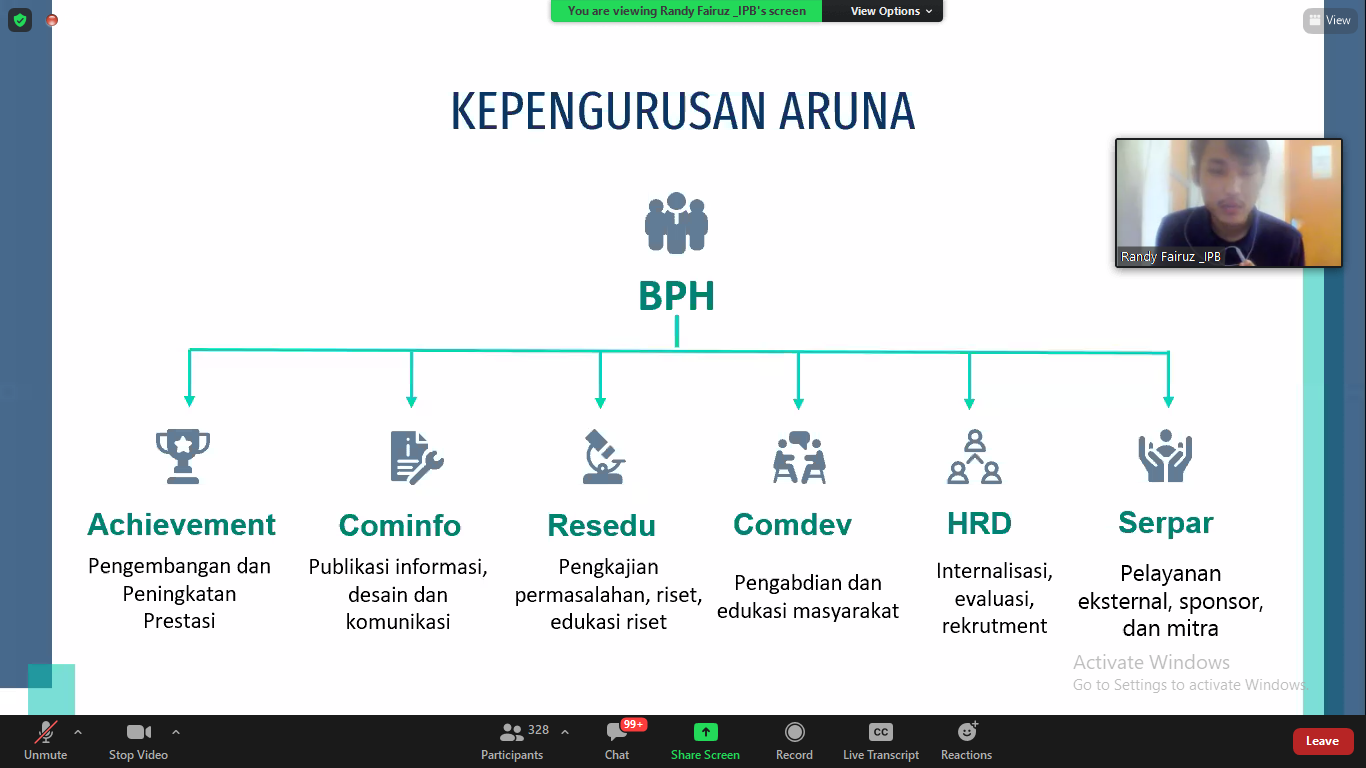 You are viewing Randy Fairuz _IPB's screen
View Options
View
KEPENGURUSAN ARUNA
Randy Fairuz _IPB
BPH
Achievement
Pengembangan dan
Peningkatan
Prestasi
Cominfo
Publikasi informasi,
desain dan
komunikasi
Resedu
Pengkajian
permasalahan, riset,
edukasi riset
Comdev
Pengabdian dan
edukasi masyarakat
HRD
Internalisasi,
evaluasi,
rekrutment
Serpar
Pelayanan
eksternal, sponsor,
dan mitra
Activate Windows
Go to Settings to activate Windows.
Unmute
Stop Video
328
Participants
99+
Chat
Share Screen
Record
CC
Live Transcript
Reactions
Leave